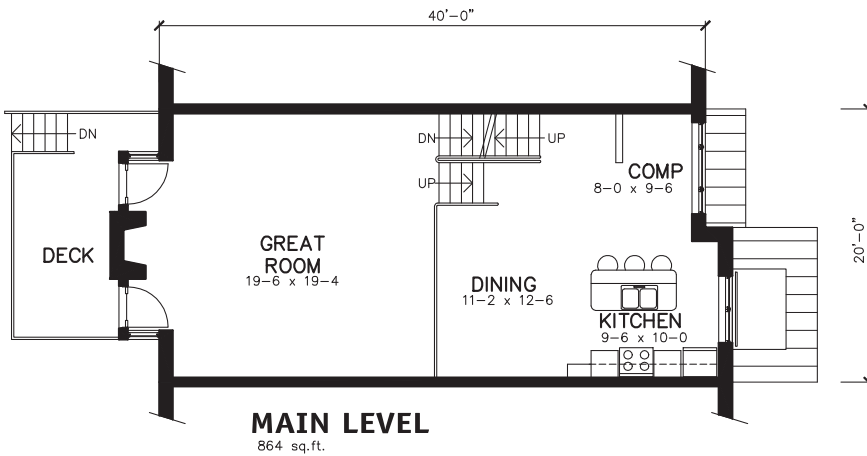 40'-0"
DN
DN
UP
UP
COMP
8-0 x 9-6
DECK
GREAT
ROOM
19-6 x 19-4
DINING
11-2 x 12-6
KITCHEN
9-6 x 10-0
20'-0"
MAIN LEVEL
864 sq.ft.